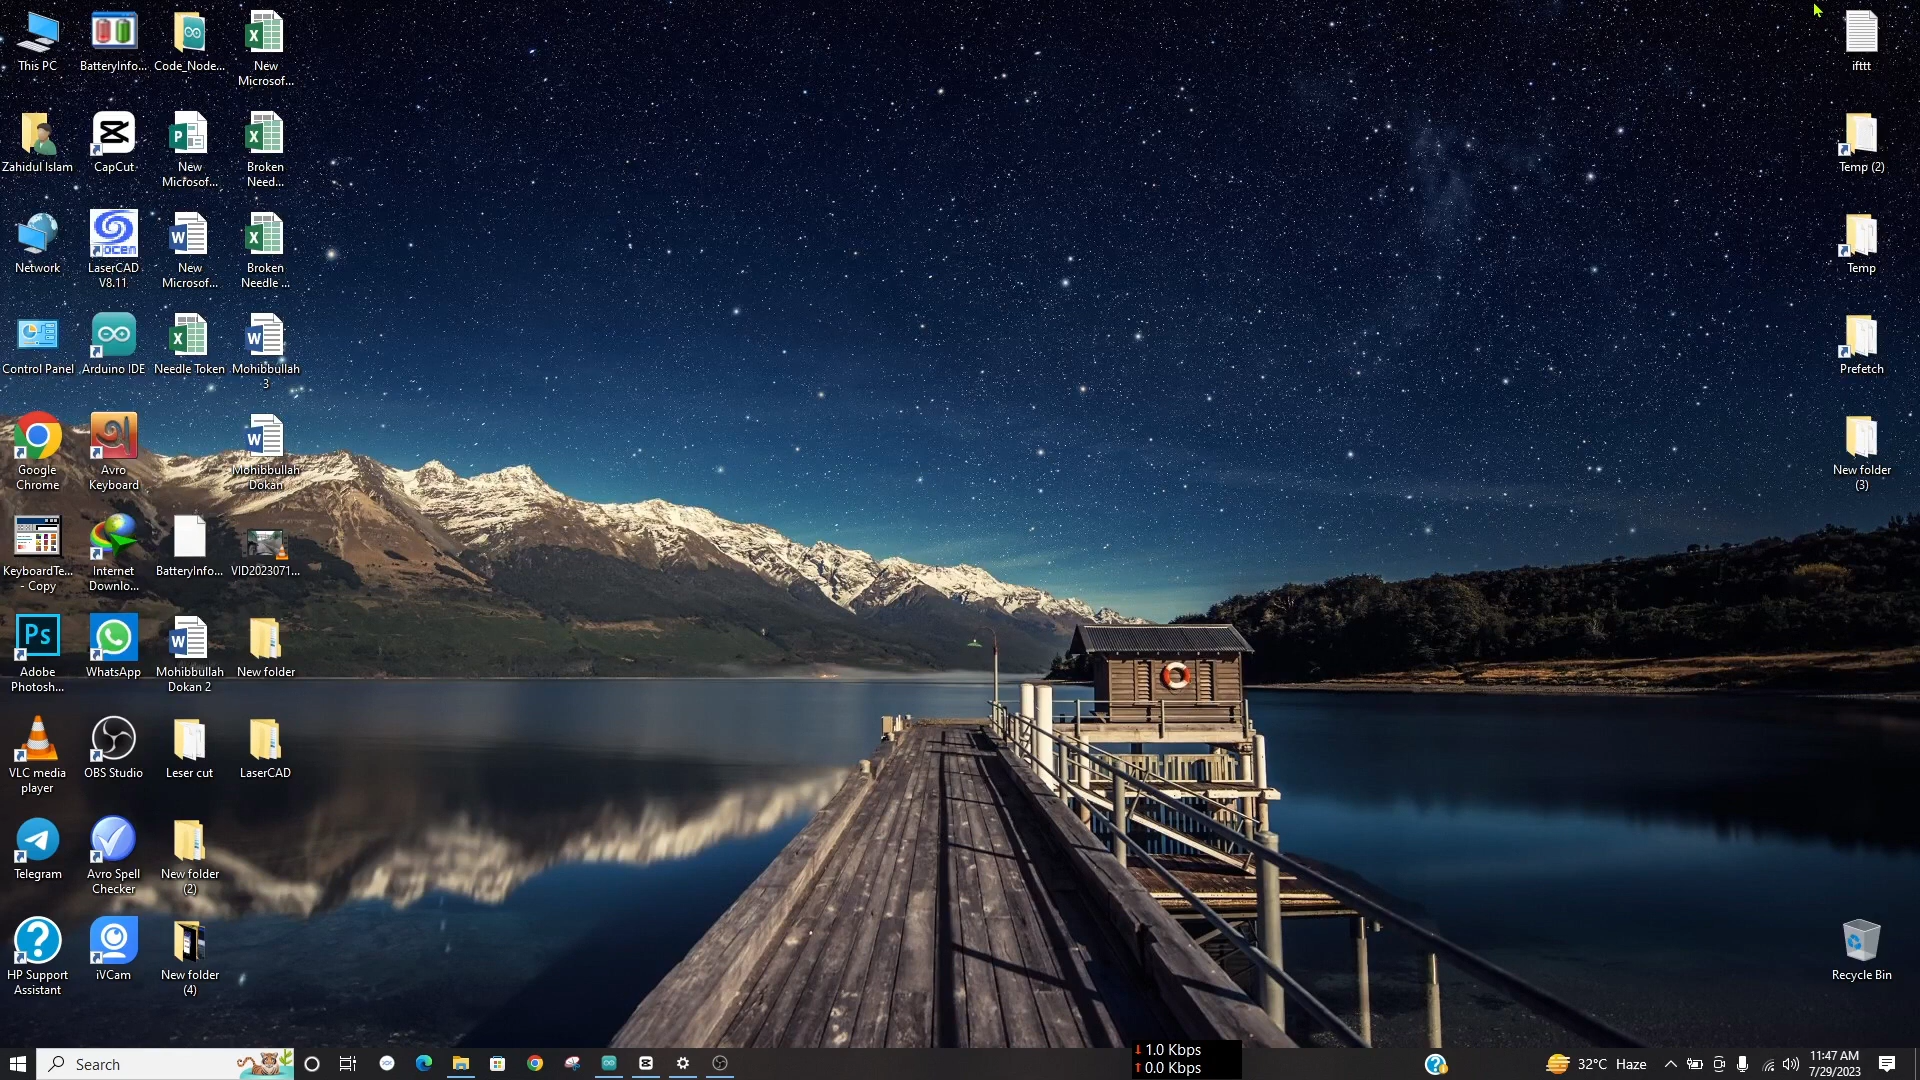 This PC
BatteryInfo...
Code_Node...
New
Microsof...
Zahidul Islam
CapCut
New
Microsof...
Broken
Need...
Network
OCEN
LaserCAD
V8.11
New
Microsof...
Broken
Needle ...
Control Panel
Arduino IDE
Needle Token
Mohibbullah
3
Google
Chrome
Avro
Keyboard
Mohibbullah
Dokan
KeyboardTe...
- Copy
Internet
Downlo...
BatteryInfo...
VID2023071...
Ps
Adobe
Photosh...
WhatsApp
Mohibbullah
Dokan 2
New folder
VLC media
player
OBS Studio
Leser cut
LaserCAD
Telegram
Avro Spell
Checker
New folder
(2)
HP Support
Assistant
iVCam
New folder
(4)
ifttt
Temp (2)
Temp
Prefetch
New folder
(3)
Recycle Bin
Search
1.0 Kbps
0.0 Kbps
32°C Haze
11:47 AM
7/29/2023